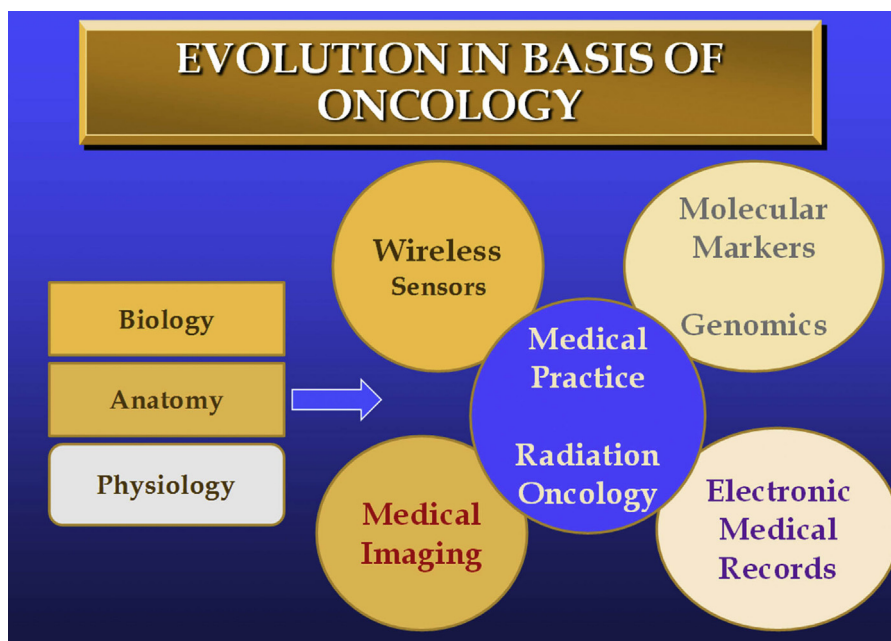 EVOLUTION IN BASIS OF
ONCOLOGY
Biology
Anatomy
Physiology
Wireless
Sensors
Molecular
Markers
Genomics
Medical
Practice
Radiation
Oncology
Medical
Imaging
Electronic
Medical
Records